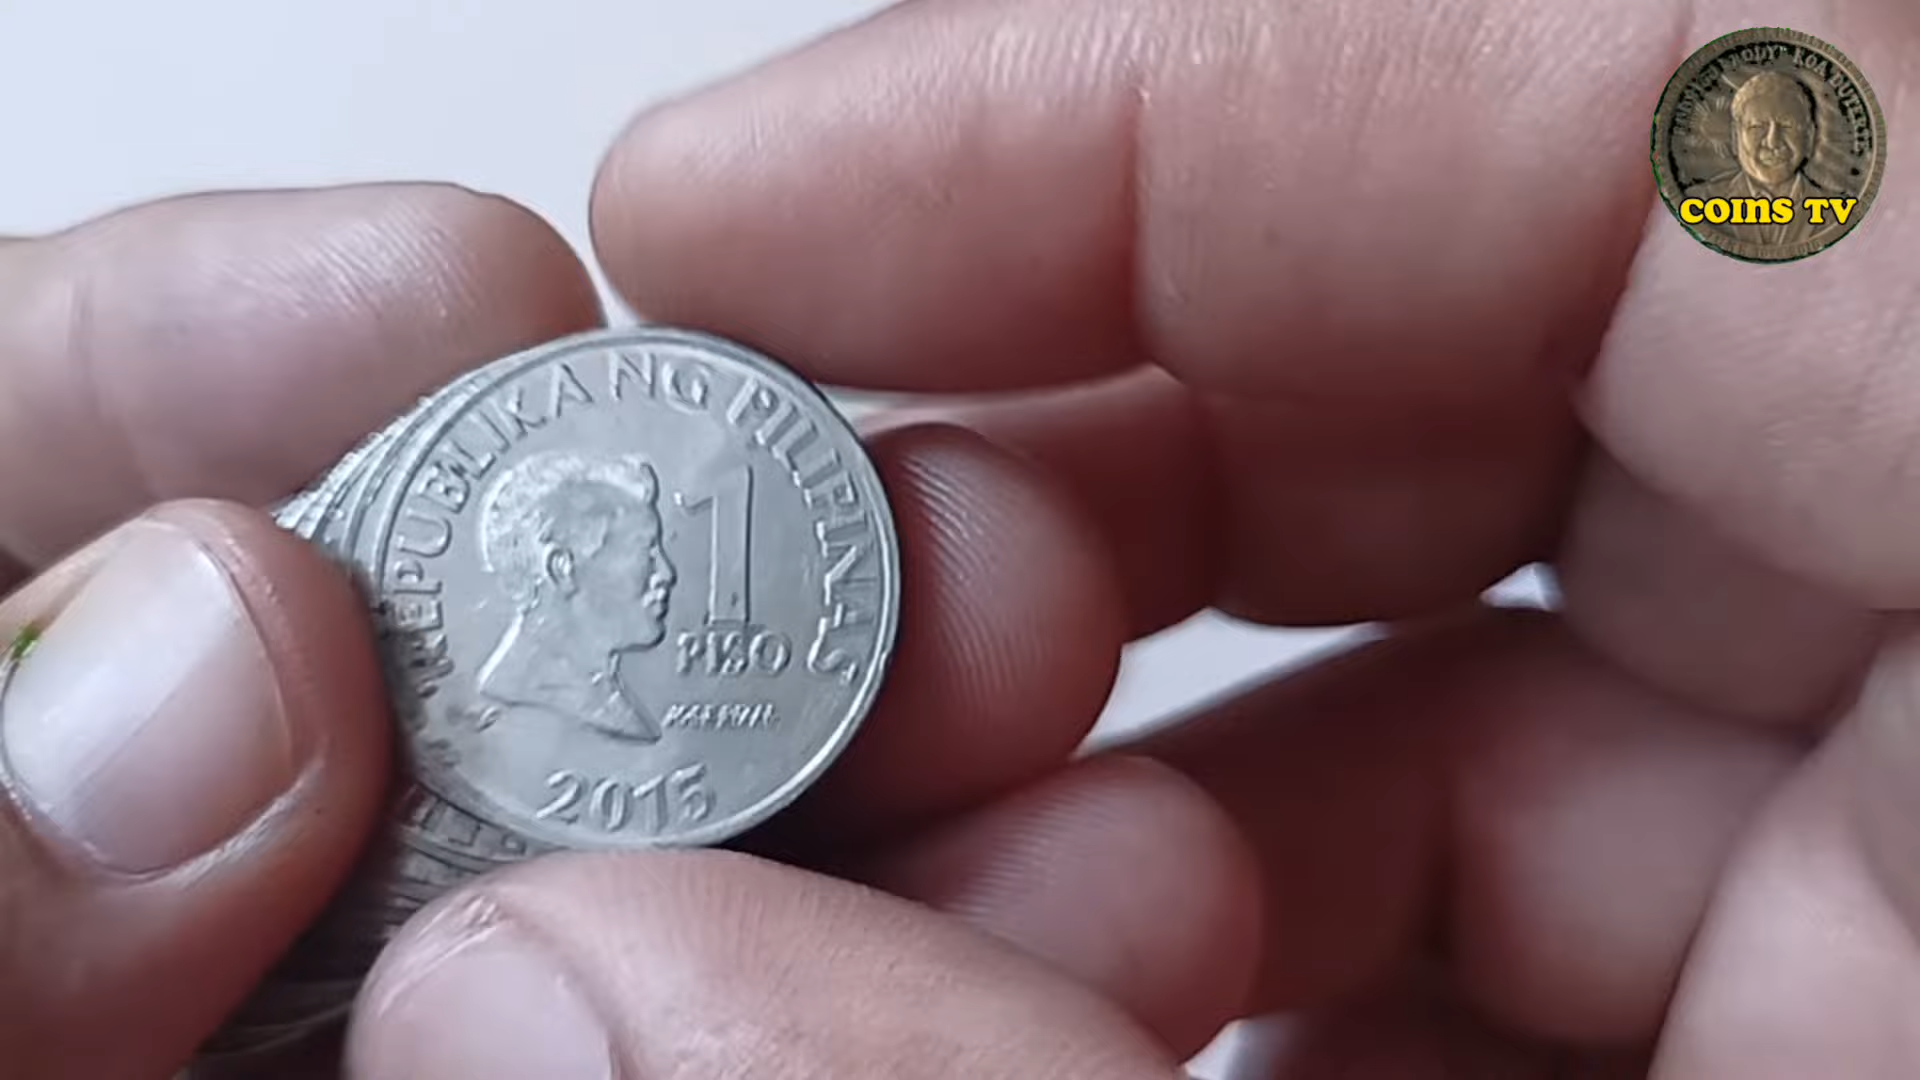 REPUBLIKA NG PILIPINAS
1
PISO
2015
COINS TV